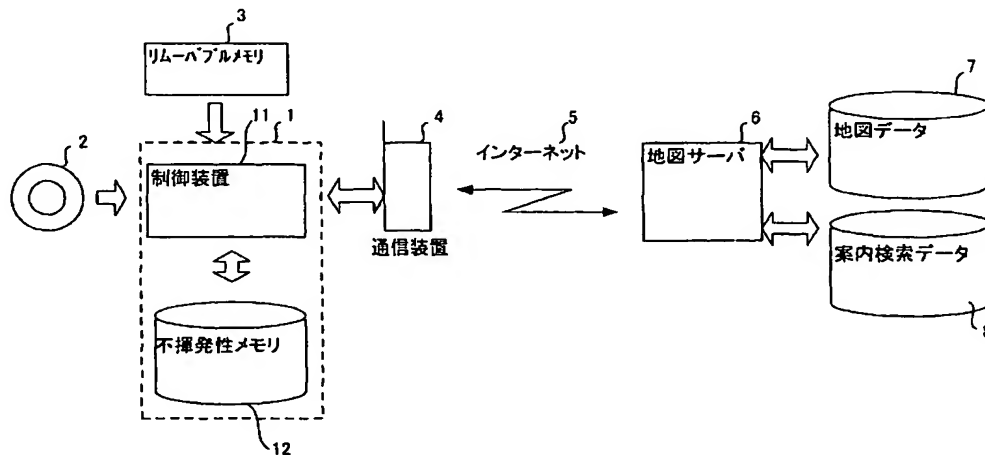 3
リムーバブルメモリ
11
1
2
制御装置
不揮発性メモリ
12
4
通信装置
5
インターネット
6
地図サーバ
7
地図データ
案内検索データ
8